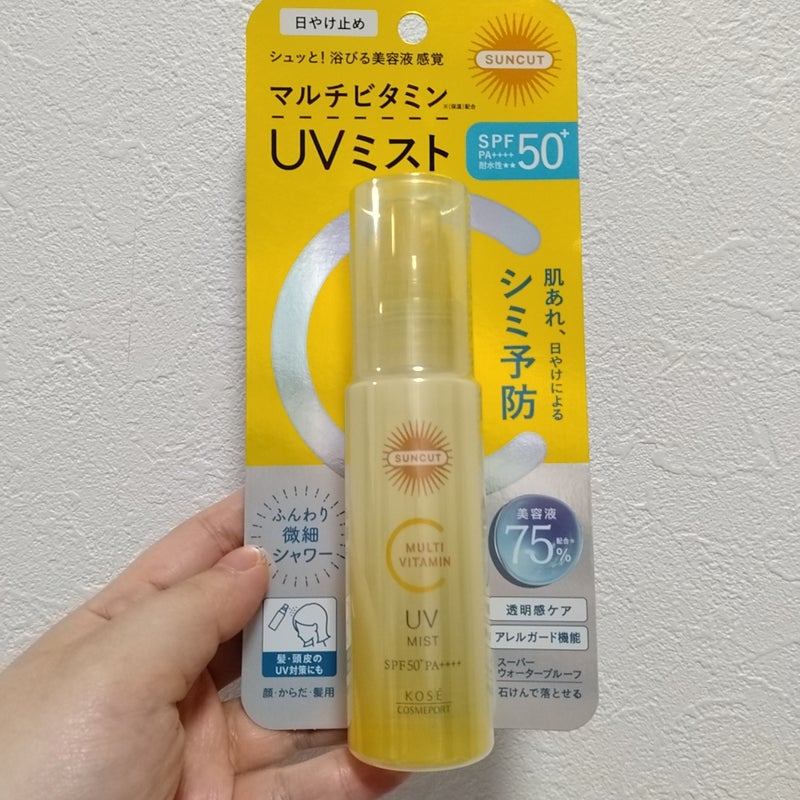 日やけ止め
シュッと！浴びる美容液感覚
SUNCUT
マルチビタミン
※(保湿)配合
UVミスト
SPF
50+
PA++++
耐水性★★
肌あれ、日やけによる
シミ予防
SUNCUT
MULTI
VITAMIN
UV
MIST
SPF50+ PA++++
KOSÉ
COSMEPORT
ふんわり
微細
シャワー
髪・頭皮の
UV対策にも
顔・からだ・髪用
美容液
75%
配合※
透明感ケア
アレルガード機能
スーパー
ウォータープルーフ
石けんで落とせる